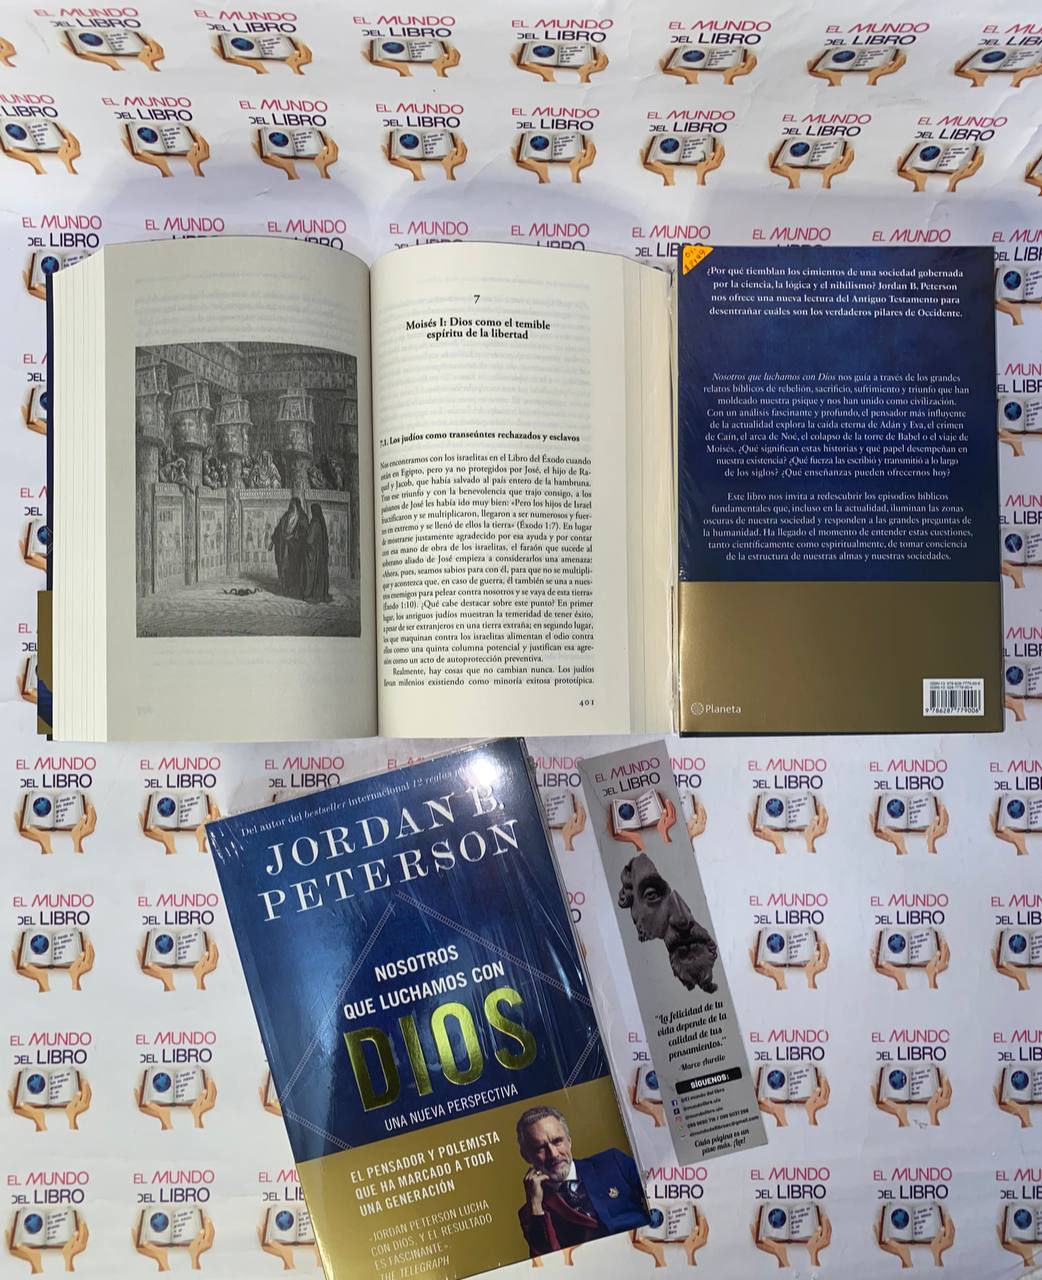 EL MUNDO
DEL LIBRO
7
Moisés I: Dios como el temible
espíritu de la libertad
7.1. Los judíos como transeúntes rechazados y esclavos
Nos encontramos con los israelitas en el Libro del Éxodo cuando
están en Egipto, pero ya no protegidos por José, el hijo de Ra-
quel y Jacob, que había salvado al país entero de la hambruna.
Tras ese triunfo y con la benevolencia que trajo consigo, a los
paisanos de José les había ido muy bien: «Pero los hijos de Israel
fructificaron y se multiplicaron, llegaron a ser numerosos y fuer-
tes en extremo y se llenó de ellos la tierra» (Éxodo 1:7). En lugar
de mostrarse justamente agradecido por esa ayuda y por contar
con esa mano de obra de los israelitas, el faraón que sucede al
soberano aliado de José empieza a considerarlos una amenaza:
«Ahora, pues, seamos sabios para con él, para que no se multipli-
que y acontezca que, en caso de guerra, él también se una a nues-
tros enemigos para pelear contra nosotros y se vaya de esta tierra»
(Éxodo 1:10). ¿Qué cabe destacar sobre este punto? En primer
lugar, los antiguos judíos muestran la temeridad de tener éxito,
a pesar de ser extranjeros en una tierra extraña; en segundo lugar,
los que maquinan contra los israelitas alimentan el odio contra
ellos como una quinta columna potencial y justifican esa agre-
sión como un acto de autoprotección preventiva.
Realmente, hay cosas que no cambian nunca. Los judíos
llevan milenios existiendo como minoría exitosa prototípica.
401
¿Por qué tiemblan los cimientos de una sociedad gobernada
por la ciencia, la lógica y el nihilismo? Jordan B. Peterson
nos ofrece una nueva lectura del Antiguo Testamento para
desentrañar cuáles son los verdaderos pilares de Occidente.
Nosotros que luchamos con Dios nos guía a través de los grandes
relatos bíblicos de rebelión, sacrificio, sufrimiento y triunfo que han
moldeado nuestra psique y nos han unido como civilización.
Con un análisis fascinante y profundo, el pensador más influyente
de la actualidad explora la caída eterna de Adán y Eva, el crimen
de Caín, el arca de Noé, el colapso de la torre de Babel o el viaje de
Moisés. ¿Qué significan estas historias y qué papel desempeñan en
nuestra existencia? ¿Qué fuerza las escribió y transmitió a lo largo
de los siglos? ¿Qué enseñanzas pueden ofrecernos hoy?
Este libro nos invita a redescubrir los episodios bíblicos
fundamentales que, incluso en la actualidad, iluminan las zonas
oscuras de nuestra sociedad y responden a las grandes preguntas de
la humanidad. Ha llegado el momento de entender estas cuestiones,
tanto científicamente como espiritualmente, de tomar conciencia
de la estructura de nuestras almas y nuestras sociedades.
Planeta
9 786287 779006
Del autor del bestseller internacional 12 reglas
JORDAN B.
PETERSON
NOSOTROS
QUE LUCHAMOS CON
DIOS
UNA NUEVA PERSPECTIVA
EL PENSADOR Y POLEMISTA
QUE HA MARCADO A TODA
UNA GENERACIÓN
«JORDAN PETERSON LUCHA
CON DIOS, Y EL RESULTADO
ES FASCINANTE»
THE TELEGRAPH
EL MUNDO
DEL LIBRO
"La felicidad de tu
vida depende de la
calidad de tus
pensamientos."
-Marco Aurelio
SÍGUENOS:
Cada página es un
paso más. ¡Lee!